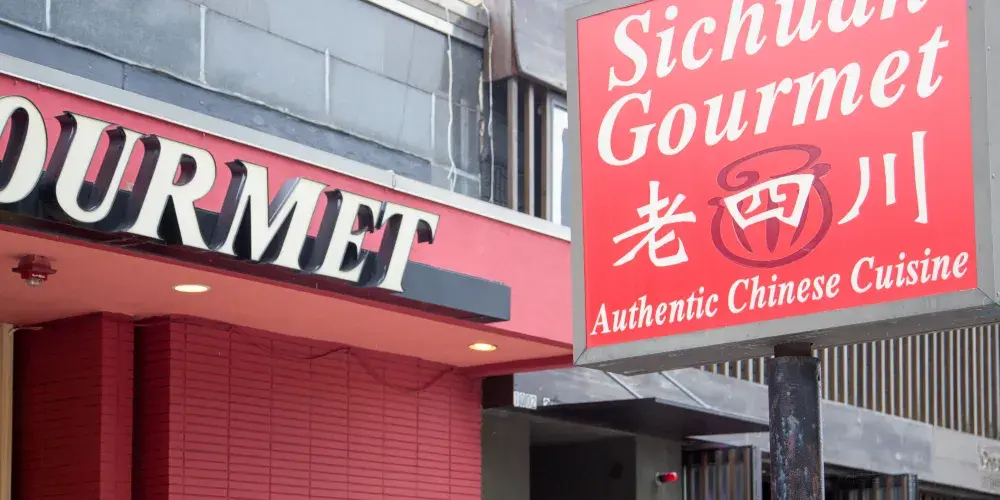 OURMET
Sichuan
Gourmet
老四川
Authentic Chinese Cuisine